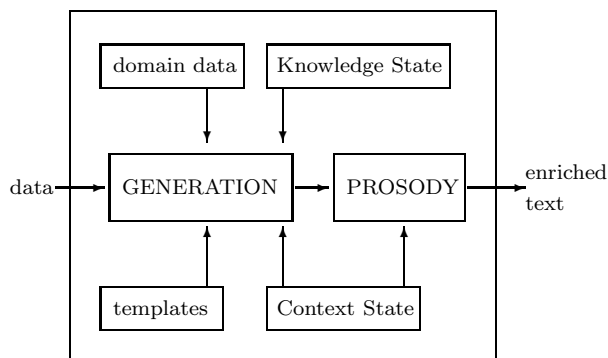 domain data
Knowledge State
data
GENERATION
PROSODY
enriched
text
templates
Context State